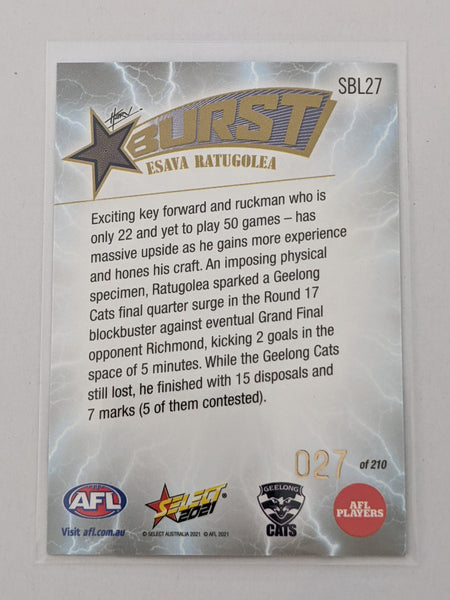 SBL27
BURST
ESAVA RATUGOLEA
Exciting key forward and ruckman who is
only 22 and yet to play 50 games – has
massive upside as he gains more experience
and hones his craft. An imposing physical
specimen, Ratugolea sparked a Geelong
Cats final quarter surge in the Round 17
blockbuster against eventual Grand Final
opponent Richmond, kicking 2 goals in the
space of 5 minutes. While the Geelong Cats
still lost, he finished with 15 disposals and
7 marks (5 of them contested).
027 of 210
AFL
Visit afl.com.au
SELECT
2021
®
© SELECT AUSTRALIA 2021 © AFL 2021
GEELONG
CATS
AFL
PLAYERS